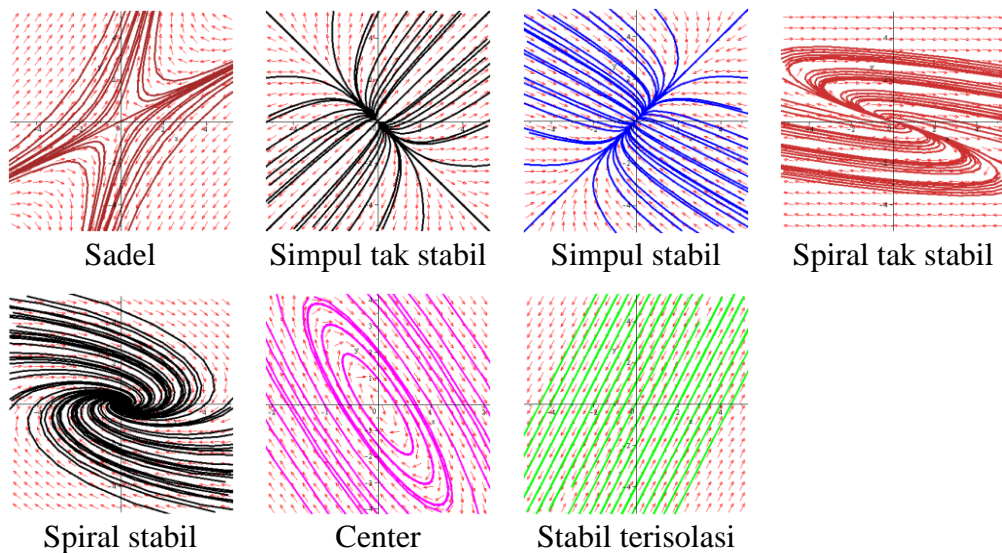 Sadel
Simpul tak stabil
Simpul stabil
Spiral tak stabil
Spiral stabil
Center
Stabil terisolasi